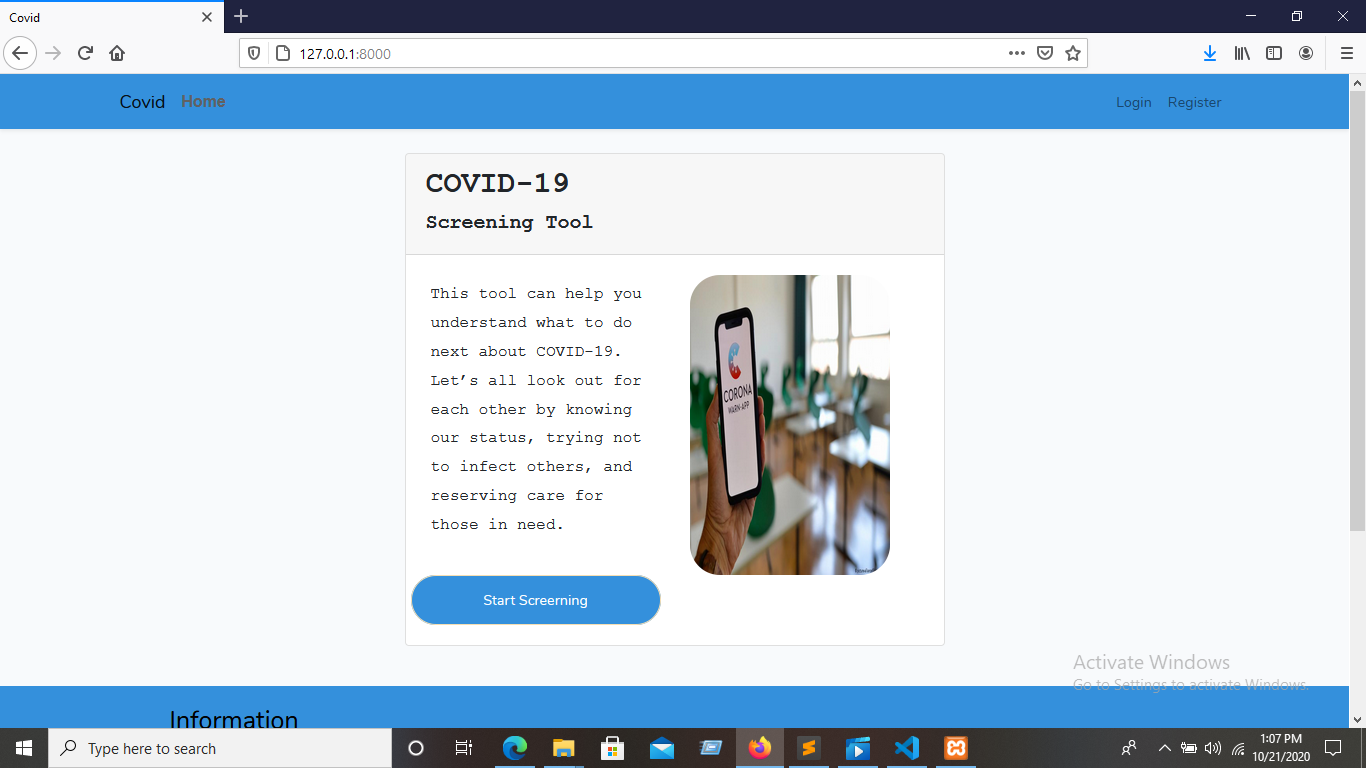 Covid
127.0.0.1:8000
Covid Home Login Register
COVID-19
Screening Tool
This tool can help you
understand what to do
next about COVID-19.
Let’s all look out for
each other by knowing
our status, trying not
to infect others, and
reserving care for
those in need.
CORONA
WARN-APP
Start Screerning
Activate Windows
Go to Settings to activate Windows.
Information
Type here to search
1:07 PM
10/21/2020